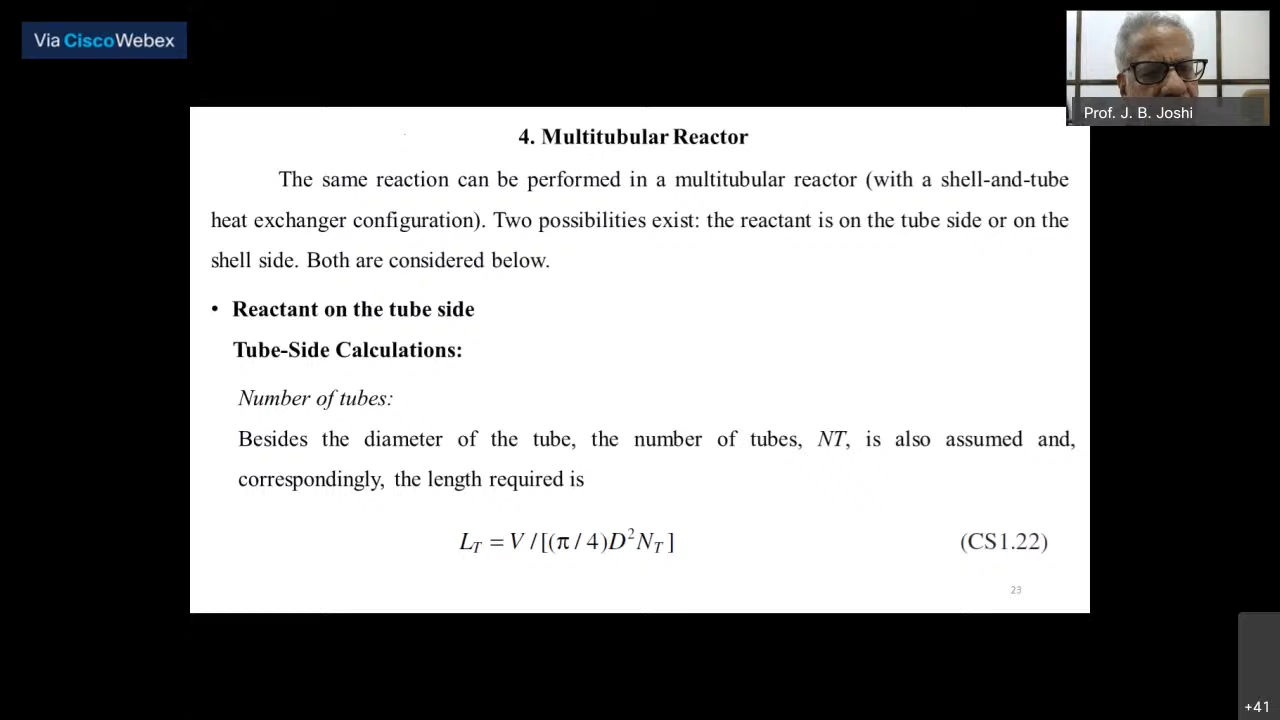 Via CiscoWebex
Prof. J. B. Joshi
4. Multitubular Reactor
The same reaction can be performed in a multitubular reactor (with a shell-and-tube
heat exchanger configuration). Two possibilities exist: the reactant is on the tube side or on the
shell side. Both are considered below.
• Reactant on the tube side
Tube-Side Calculations:
Number of tubes:
Besides the diameter of the tube, the number of tubes, NT, is also assumed and,
correspondingly, the length required is
L_T = V / [(π / 4)D²N_T] (CS1.22)
23
+41